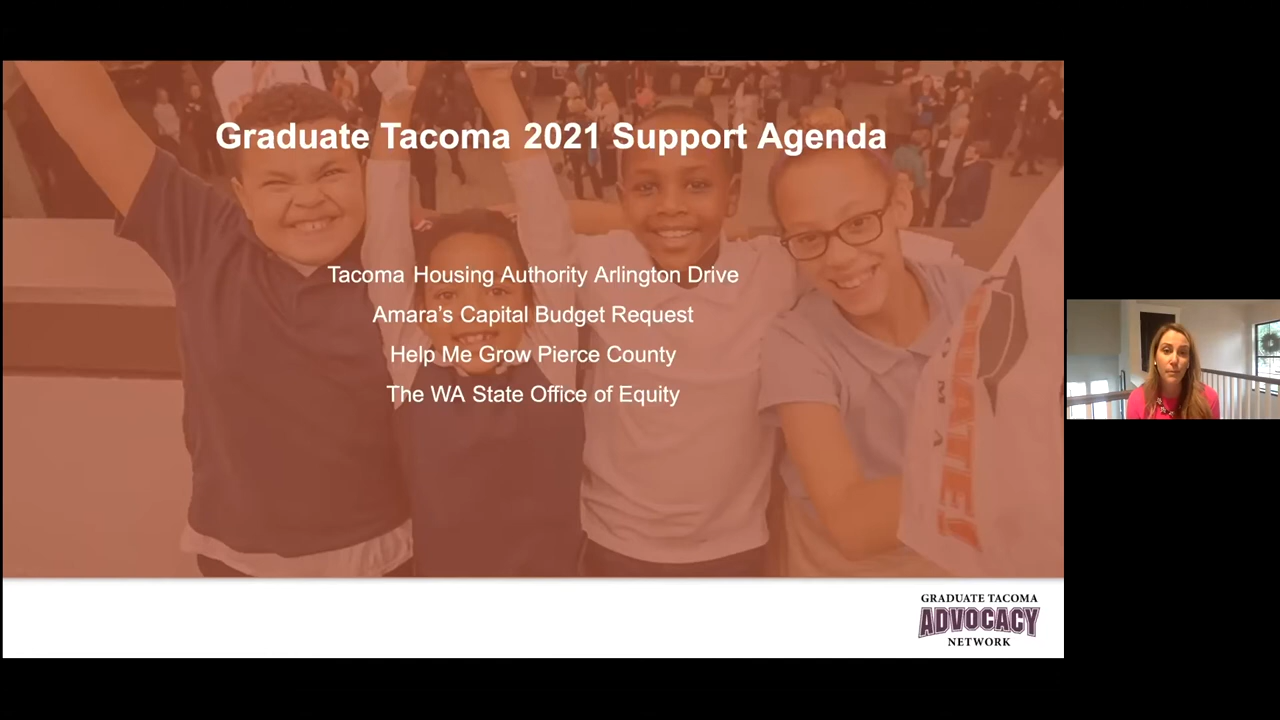 Graduate Tacoma 2021 Support Agenda
Tacoma Housing Authority Arlington Drive
Amara's Capital Budget Request
Help Me Grow Pierce County
The WA State Office of Equity
GRADUATE TACOMA
ADVOCACY
NETWORK